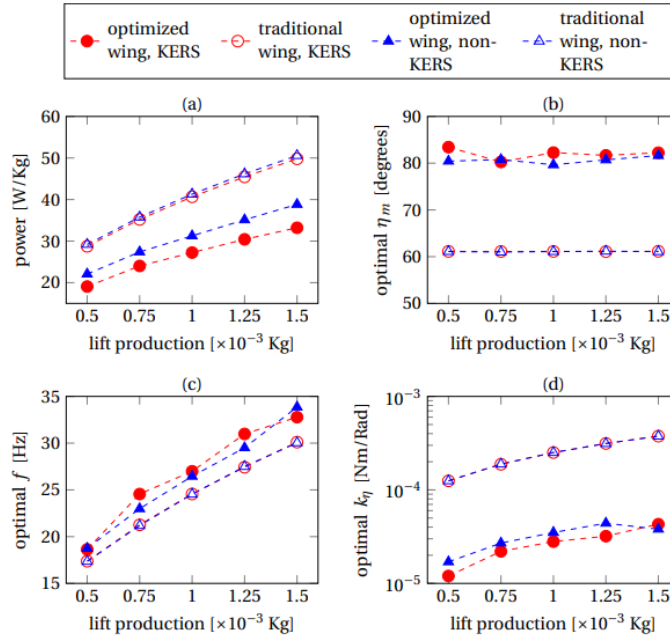 optimized wing, KERS
traditional wing, KERS
optimized wing, non-KERS
traditional wing, non-KERS
(a)
60
50
40
30
20
power [W/Kg]
0.5 0.75 1 1.25 1.5
lift production [×10⁻³ Kg]
(b)
100
90
80
70
60
50
optimal η_m [degrees]
0.5 0.75 1 1.25 1.5
lift production [×10⁻³ Kg]
(c)
35
30
25
20
15
optimal f [Hz]
0.5 0.75 1 1.25 1.5
lift production [×10⁻³ Kg]
(d)
10⁻³
10⁻⁴
10⁻⁵
optimal k_η [Nm/Rad]
0.5 0.75 1 1.25 1.5
lift production [×10⁻³ Kg]